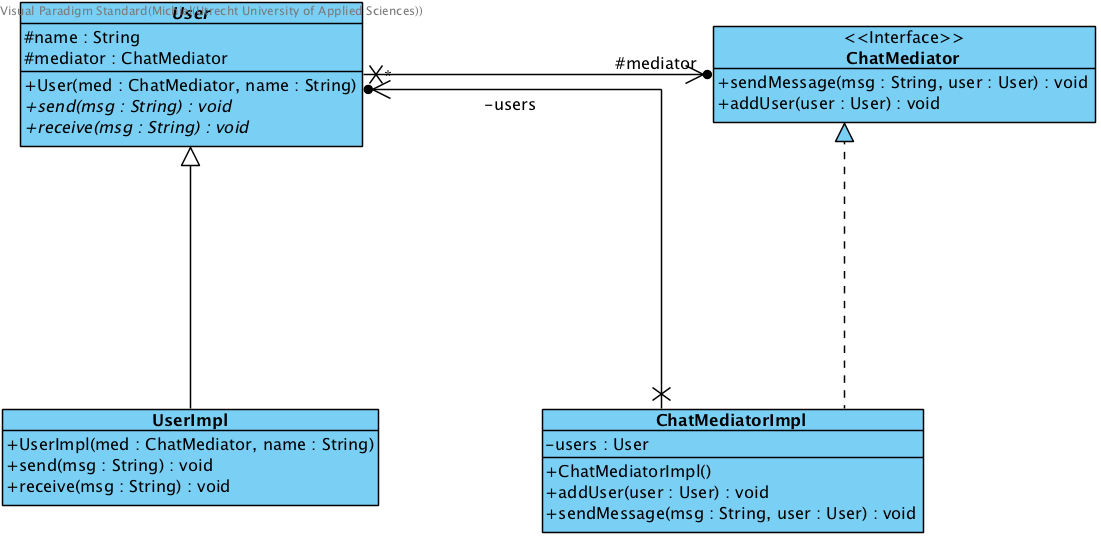 Visual Paradigm Standard(Michiel(Utrecht University of Applied Sciences))
User
#name : String
#mediator : ChatMediator
+User(med : ChatMediator, name : String)
+send(msg : String) : void
+receive(msg : String) : void
*
#mediator
-users
<<Interface>>
ChatMediator
+sendMessage(msg : String, user : User) : void
+addUser(user : User) : void
UserImpl
+UserImpl(med : ChatMediator, name : String)
+send(msg : String) : void
+receive(msg : String) : void
ChatMediatorImpl
-users : User
+ChatMediatorImpl()
+addUser(user : User) : void
+sendMessage(msg : String, user : User) : void